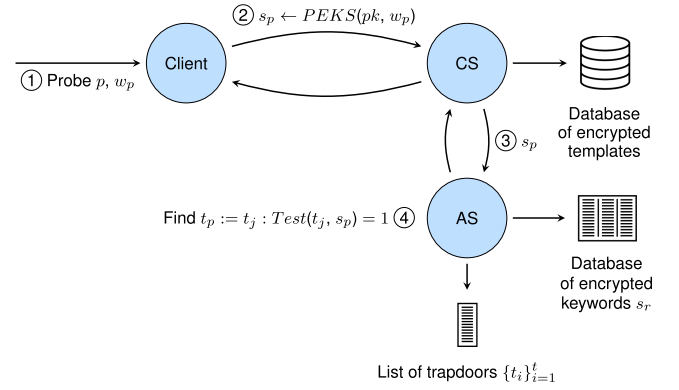 ② s_p ← PEKS(pk, w_p)
Client
CS
① Probe p, w_p
Database
of encrypted
templates
③ s_p
Find t_p := t_j : Test(t_j, s_p) = 1 ④
AS
Database
of encrypted
keywords s_r
List of trapdoors {t_i}_{i=1}^t